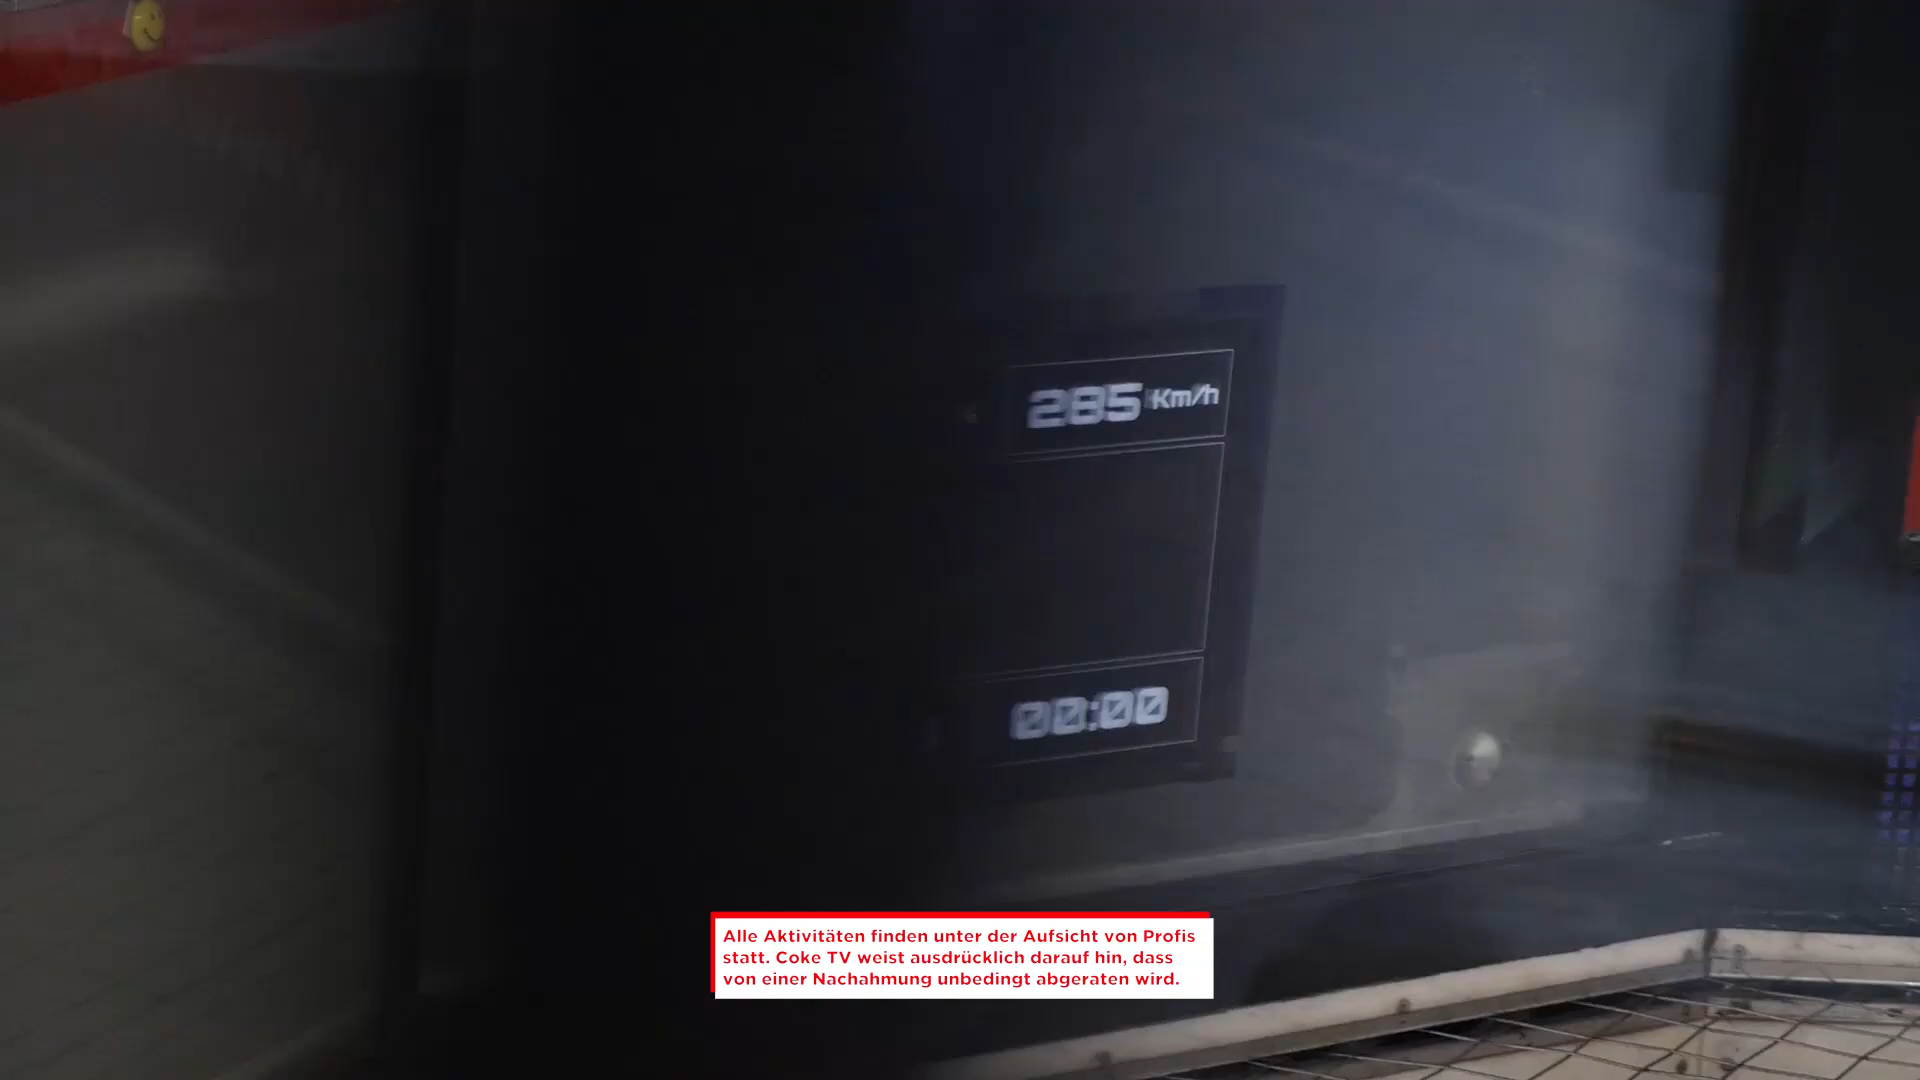 285 Km/h
00:00
Alle Aktivitäten finden unter der Aufsicht von Profis
statt. Coke TV weist ausdrücklich darauf hin, dass
von einer Nachahmung unbedingt abgeraten wird.